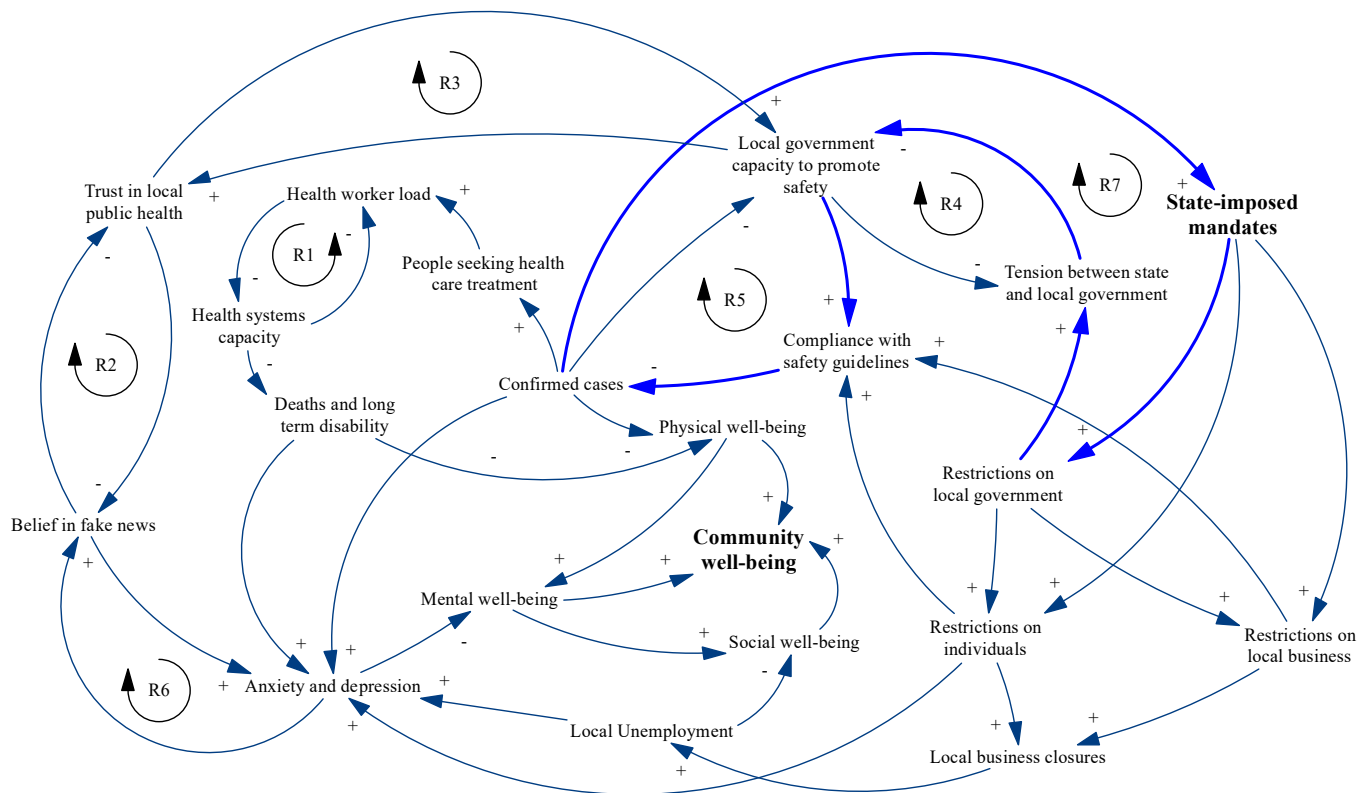 R3
+
Local government
capacity to promote
safety
-
Trust in local
public health
+
Health worker load
+
R4
R7
+
State-imposed
mandates
-
R1
-
-
People seeking health
care treatment
-
-
Tension between state
and local government
-
Health systems
capacity
R5
+
+
+
R2
-
Compliance with
safety guidelines
+
-
Confirmed cases
+
Deaths and long
term disability
Physical well-being
+
-
-
Restrictions on
local government
-
+
Belief in fake news
Community
well-being
+
+
+
+
Mental well-being
+
+
+
+
-
+
Social well-being
Restrictions on
individuals
Restrictions on
local business
+
+
-
R6
+
Anxiety and depression
+
+
Local Unemployment
+
+
Local business closures
+